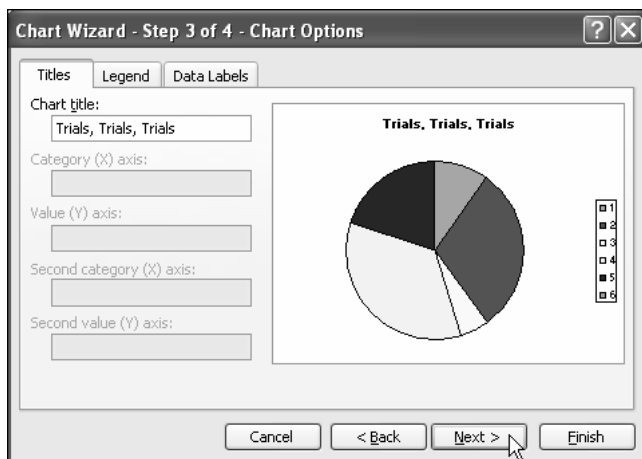 Chart Wizard - Step 3 of 4 - Chart Options
Titles Legend Data Labels
Chart title:
Trials, Trials, Trials
Category (X) axis:
Value (Y) axis:
Second category (X) axis:
Second value (Y) axis:
Trials, Trials, Trials
1
2
3
4
5
6
Cancel < Back Next > Finish